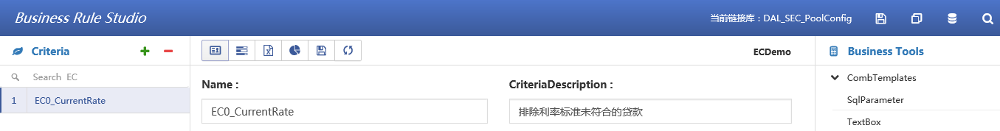 Business Rule Studio
当前链接库：DAL_SEC_PoolConfig
Criteria
Search EC
1 EC0_CurrentRate
ECDemo
Name :
EC0_CurrentRate
CriteriaDescription :
排除利率标准未符合的贷款
Business Tools
CombTemplates
SqlParameter
TextBox